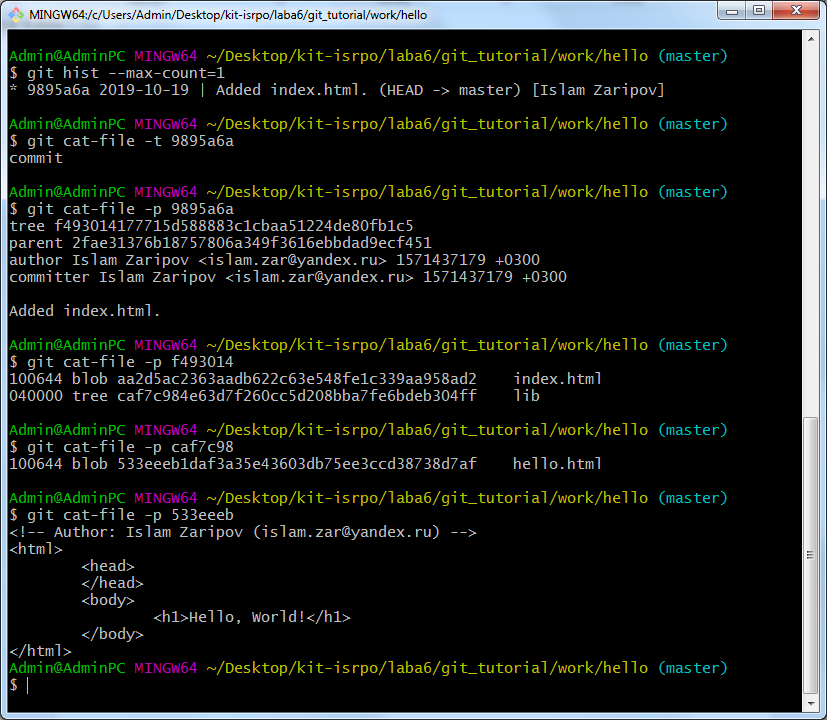 MINGW64:/c/Users/Admin/Desktop/kit-isrpo/laba6/git_tutorial/work/hello
Admin@AdminPC MINGW64 ~/Desktop/kit-isrpo/laba6/git_tutorial/work/hello (master)
$ git hist --max-count=1
* 9895a6a 2019-10-19 | Added index.html. (HEAD -> master) [Islam Zaripov]
Admin@AdminPC MINGW64 ~/Desktop/kit-isrpo/laba6/git_tutorial/work/hello (master)
$ git cat-file -t 9895a6a
commit
Admin@AdminPC MINGW64 ~/Desktop/kit-isrpo/laba6/git_tutorial/work/hello (master)
$ git cat-file -p 9895a6a
tree f493014177715d588883c1cbaa51224de80fb1c5
parent 2fae31376b18757806a349f3616ebbdad9ecf451
author Islam Zaripov <islam.zar@yandex.ru> 1571437179 +0300
committer Islam Zaripov <islam.zar@yandex.ru> 1571437179 +0300
Added index.html.
Admin@AdminPC MINGW64 ~/Desktop/kit-isrpo/laba6/git_tutorial/work/hello (master)
$ git cat-file -p f493014
100644 blob aa2d5ac2363aadb622c63e548fe1c339aa958ad2    index.html
040000 tree caf7c984e63d7f260cc5d208bba7fe6bdeb304ff    lib
Admin@AdminPC MINGW64 ~/Desktop/kit-isrpo/laba6/git_tutorial/work/hello (master)
$ git cat-file -p caf7c98
100644 blob 533eeeb1daf3a35e43603db75ee3ccd38738d7af    hello.html
Admin@AdminPC MINGW64 ~/Desktop/kit-isrpo/laba6/git_tutorial/work/hello (master)
$ git cat-file -p 533eeeb
<!-- Author: Islam Zaripov (islam.zar@yandex.ru) -->
<html>
        <head>
        </head>
        <body>
                <h1>Hello, World!</h1>
        </body>
</html>
Admin@AdminPC MINGW64 ~/Desktop/kit-isrpo/laba6/git_tutorial/work/hello (master)
$